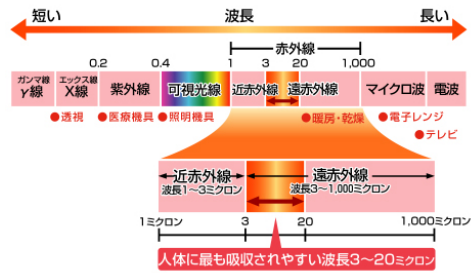 短い 波長 長い
赤外線
0.2 0.4 1 3 20 1,000
ガンマ線 エックス線
γ線 X線 紫外線 可視光線 近赤外線 遠赤外線 マイクロ波 電波
●透視 ●医療機具 ●照明機具 ●暖房・乾燥 ●電子レンジ
●テレビ
近赤外線 遠赤外線
波長1〜3ミクロン 波長3〜1,000ミクロン
1ミクロン 3 20 1,000ミクロン
人体に最も吸収されやすい波長3〜20ミクロン